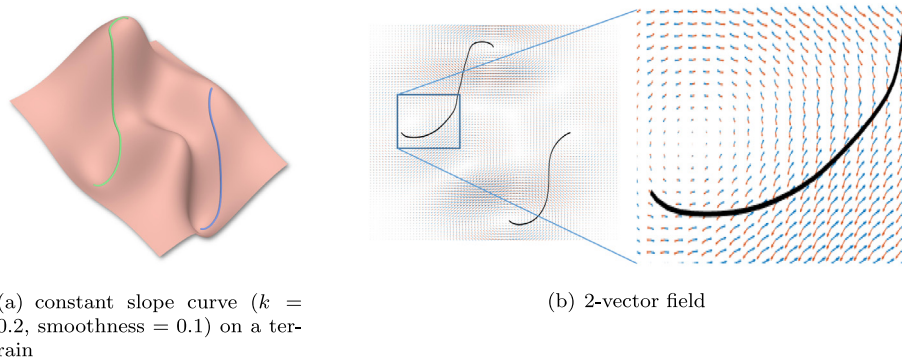 (a) constant slope curve (k =
0.2, smoothness = 0.1) on a ter-
rain
(b) 2-vector field